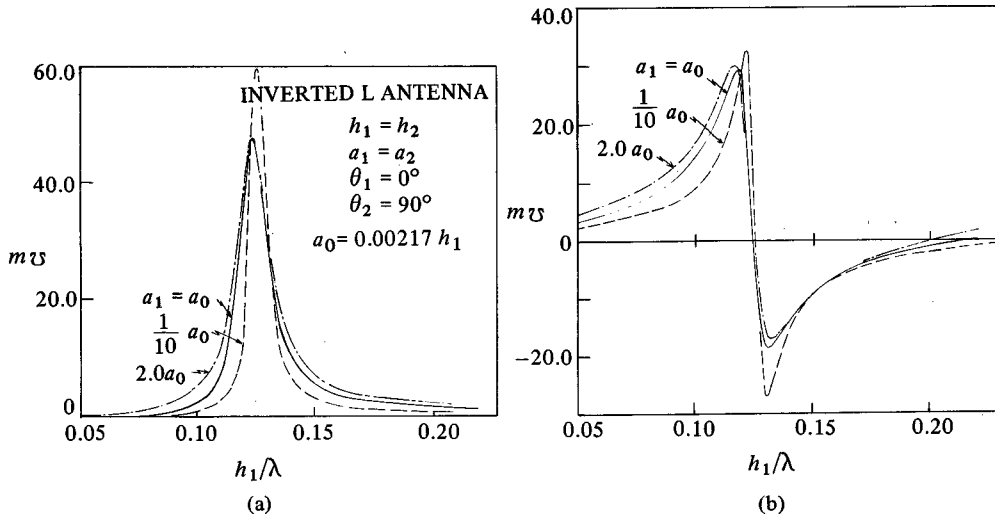 60.0
40.0
20.0
0
m℧
INVERTED L ANTENNA
h₁ = h₂
a₁ = a₂
θ₁ = 0°
θ₂ = 90°
a₀ = 0.00217 h₁
a₁ = a₀
1/10 a₀
2.0a₀
0.05 0.10 0.15 0.20
h₁/λ
(a)
40.0
20.0
0
−20.0
m℧
a₁ = a₀
1/10 a₀
2.0 a₀
0.05 0.10 0.15 0.20
h₁/λ
(b)